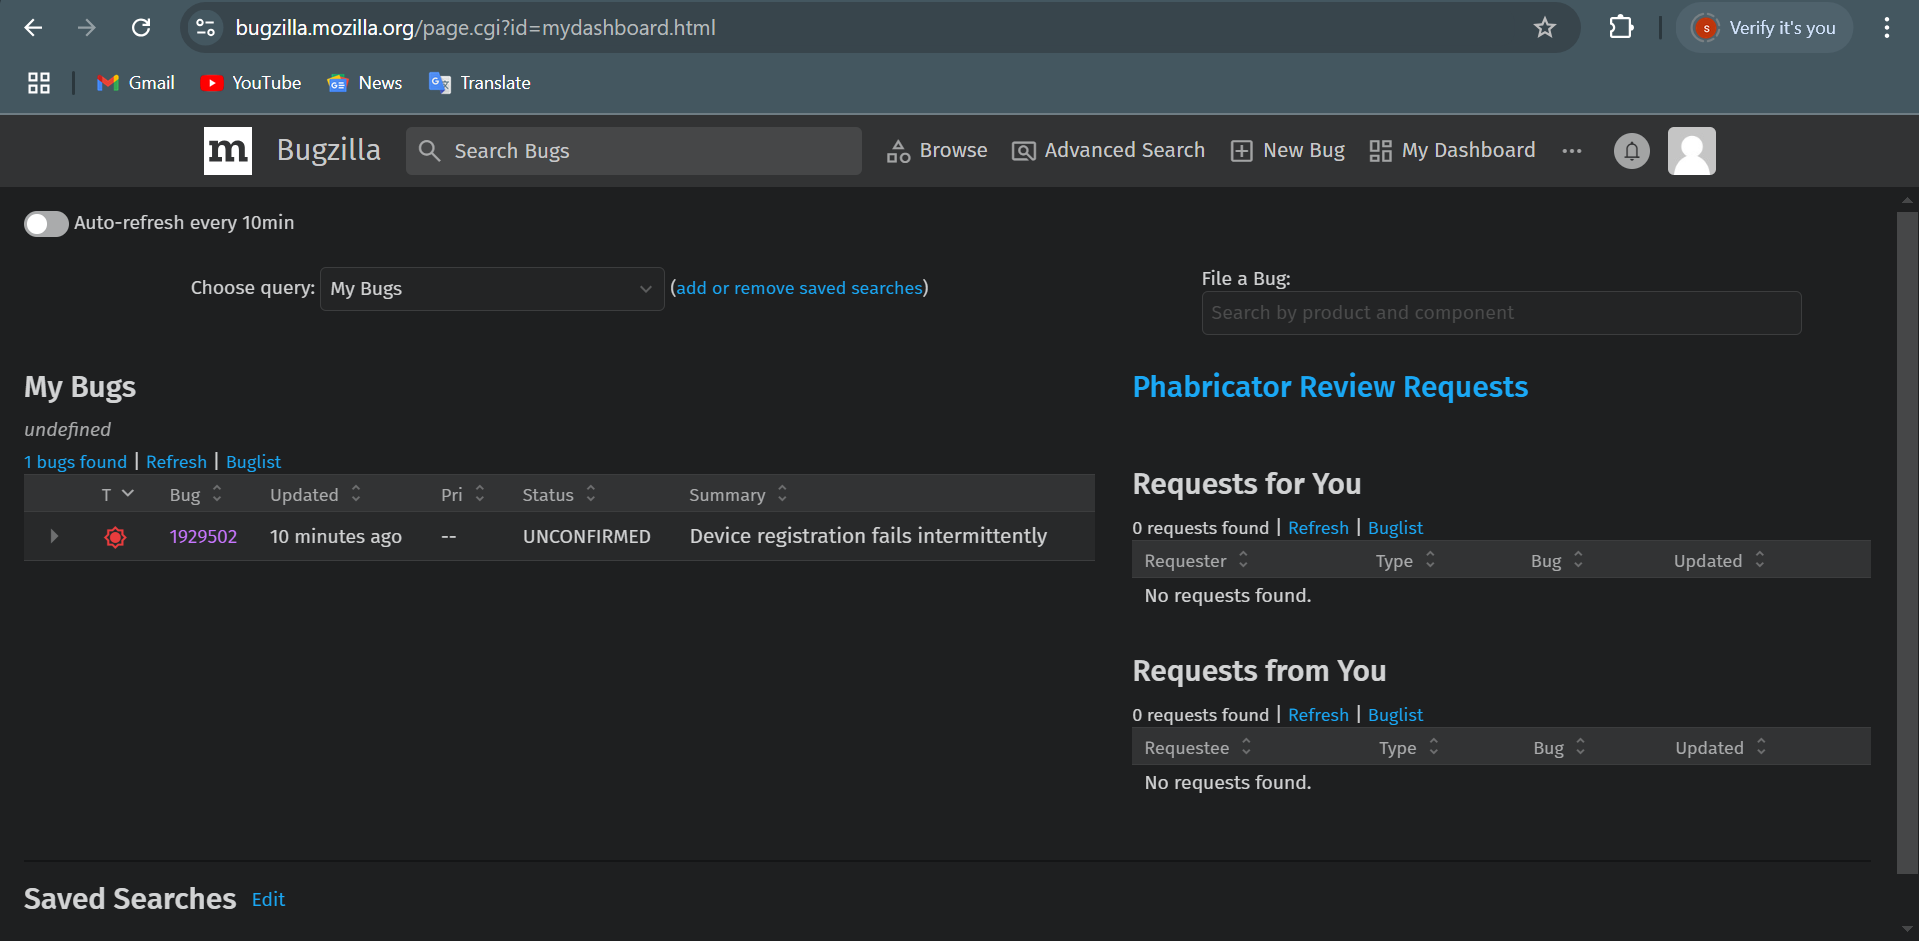 bugzilla.mozilla.org/page.cgi?id=mydashboard.html
s Verify it's you
Gmail YouTube News Translate
m Bugzilla Search Bugs Browse Advanced Search New Bug My Dashboard
Auto-refresh every 10min
Choose query: My Bugs (add or remove saved searches)
File a Bug:
Search by product and component
My Bugs
undefined
1 bugs found | Refresh | Buglist
T Bug Updated Pri Status Summary
1929502 10 minutes ago -- UNCONFIRMED Device registration fails intermittently
Phabricator Review Requests
Requests for You
0 requests found | Refresh | Buglist
Requester Type Bug Updated
No requests found.
Requests from You
0 requests found | Refresh | Buglist
Requestee Type Bug Updated
No requests found.
Saved Searches Edit